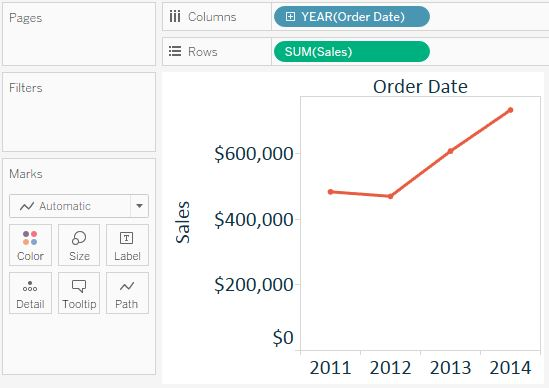 Pages
Columns
YEAR(Order Date)
Rows
SUM(Sales)
Filters
Marks
Automatic
Color
Size
Label
Detail
Tooltip
Path
Order Date
Sales
$600,000
$400,000
$200,000
$0
2011 2012 2013 2014